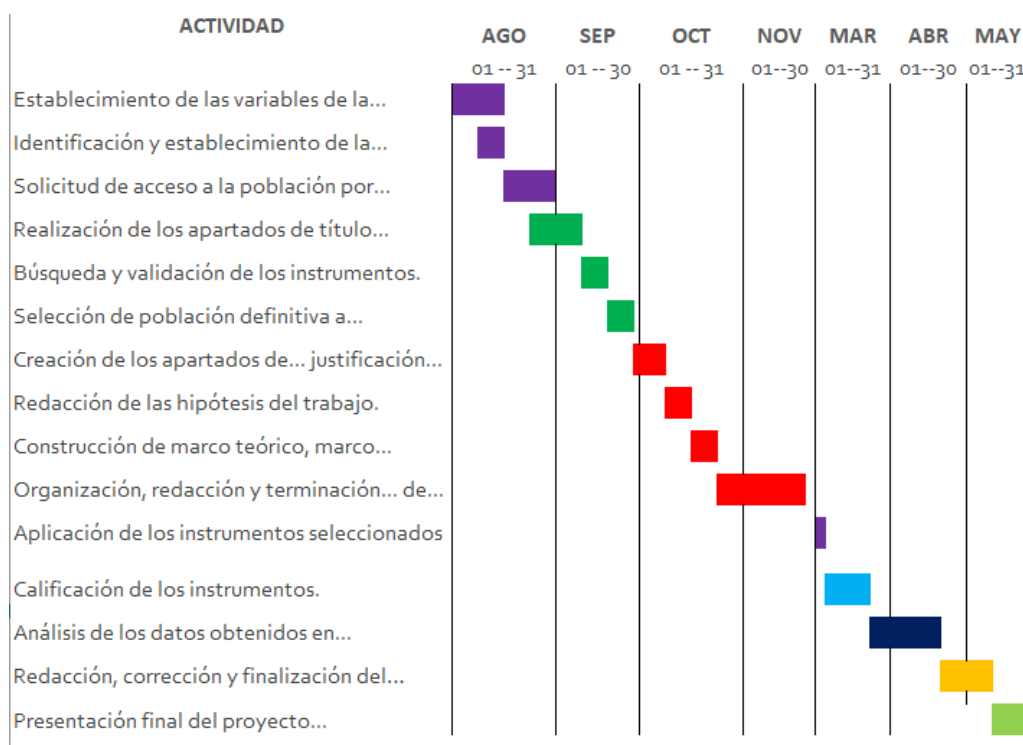 ACTIVIDAD
AGO SEP OCT NOV MAR ABR MAY
01 -- 31 01 -- 30 01 -- 31 01--30 01--31 01--30 01--31
Establecimiento de las variables de la...
Identificación y establecimiento de la...
Solicitud de acceso a la población por...
Realización de los apartados de título...
Búsqueda y validación de los instrumentos.
Selección de población definitiva a...
Creación de los apartados de... justificación...
Redacción de las hipótesis del trabajo.
Construcción de marco teórico, marco...
Organización, redacción y terminación... de...
Aplicación de los instrumentos seleccionados
Calificación de los instrumentos.
Análisis de los datos obtenidos en...
Redacción, corrección y finalización del...
Presentación final del proyecto...